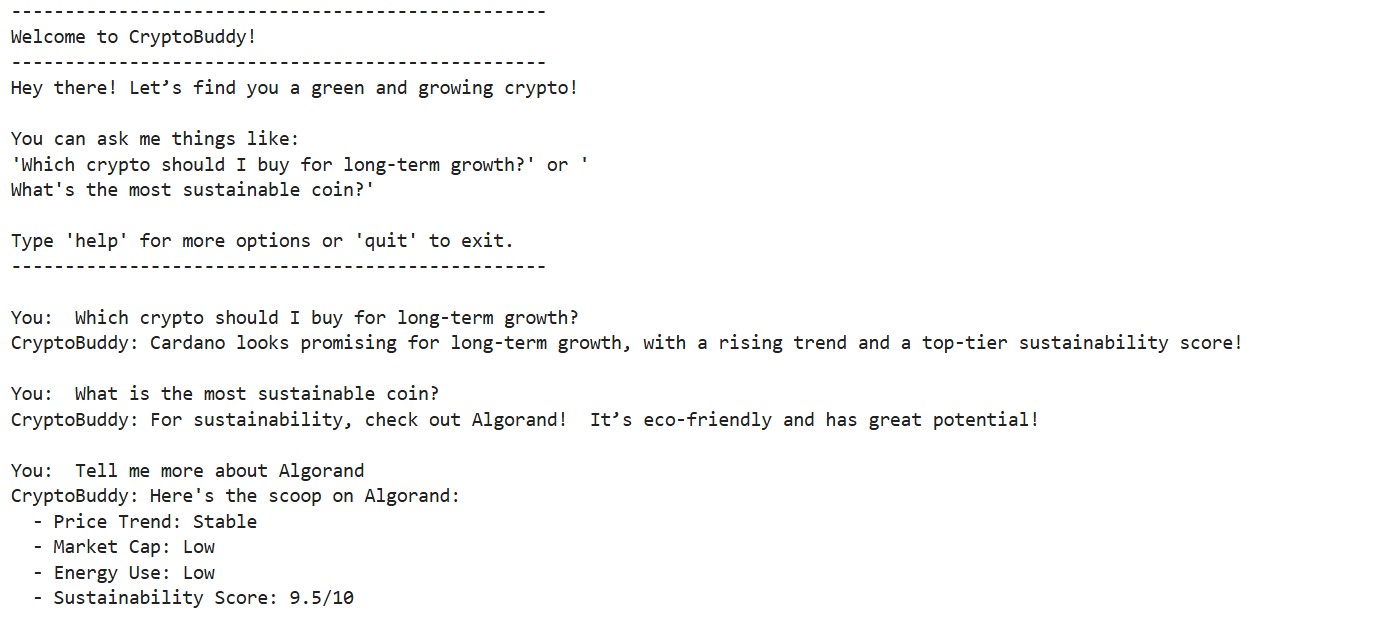 --------------------------------------------------
Welcome to CryptoBuddy!
--------------------------------------------------
Hey there! Let’s find you a green and growing crypto!
You can ask me things like:
'Which crypto should I buy for long-term growth?' or '
What's the most sustainable coin?'
Type 'help' for more options or 'quit' to exit.
--------------------------------------------------
You:  Which crypto should I buy for long-term growth?
CryptoBuddy: Cardano looks promising for long-term growth, with a rising trend and a top-tier sustainability score!
You:  What is the most sustainable coin?
CryptoBuddy: For sustainability, check out Algorand!  It’s eco-friendly and has great potential!
You:  Tell me more about Algorand
CryptoBuddy: Here's the scoop on Algorand:
  - Price Trend: Stable
  - Market Cap: Low
  - Energy Use: Low
  - Sustainability Score: 9.5/10